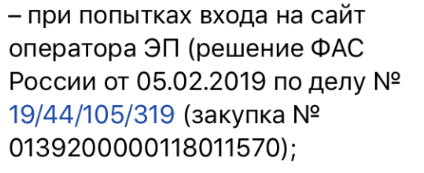 – при попытках входа на сайт
оператора ЭП (решение ФАС
России от 05.02.2019 по делу №
19/44/105/319 (закупка №
0139200000118011570);